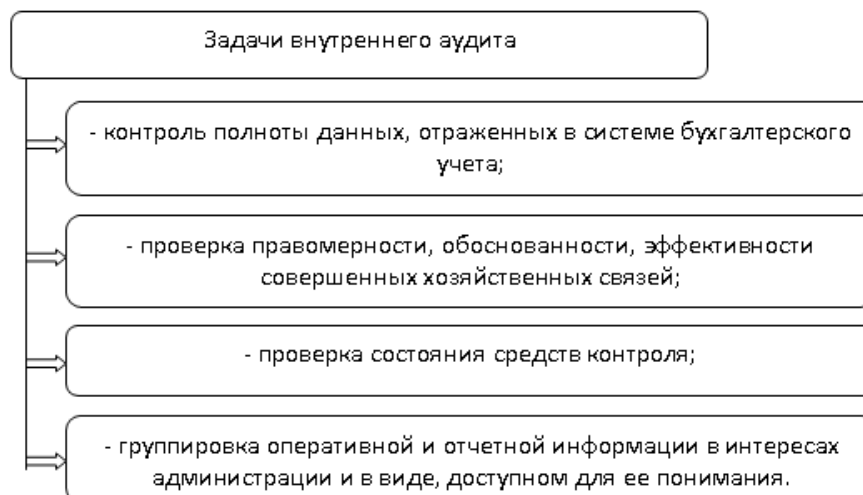 Задачи внутреннего аудита
- контроль полноты данных, отраженных в системе бухгалтерского
учета;
- проверка правомерности, обоснованности, эффективности
совершенных хозяйственных связей;
- проверка состояния средств контроля;
- группировка оперативной и отчетной информации в интересах
администрации и в виде, доступном для ее понимания.